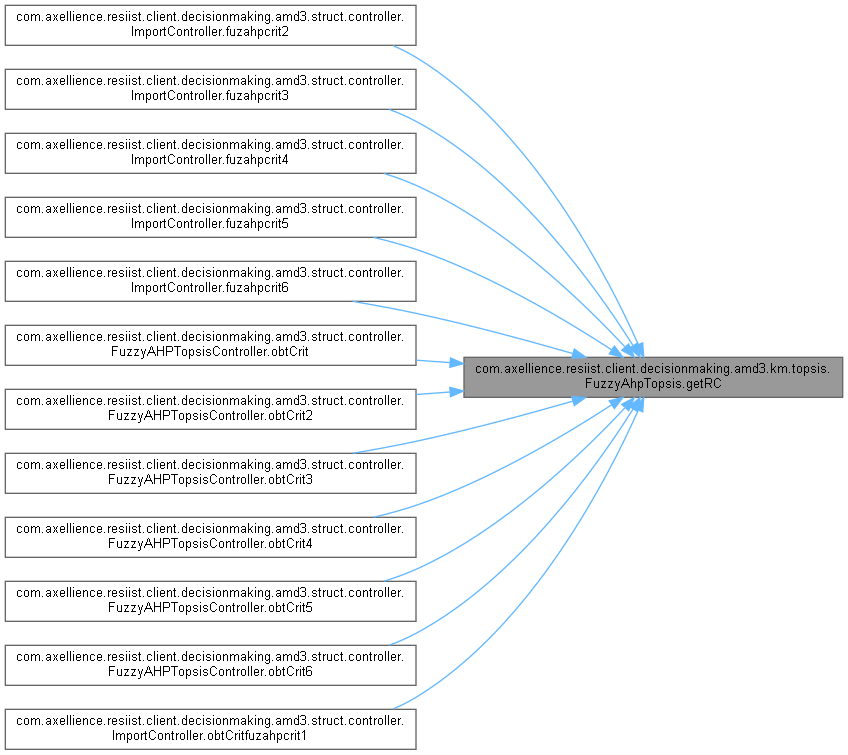 com.axellience.resiist.client.decisionmaking.amd3.struct.controller.
ImportController.fuzahpcrit2
com.axellience.resiist.client.decisionmaking.amd3.struct.controller.
ImportController.fuzahpcrit3
com.axellience.resiist.client.decisionmaking.amd3.struct.controller.
ImportController.fuzahpcrit4
com.axellience.resiist.client.decisionmaking.amd3.struct.controller.
ImportController.fuzahpcrit5
com.axellience.resiist.client.decisionmaking.amd3.struct.controller.
ImportController.fuzahpcrit6
com.axellience.resiist.client.decisionmaking.amd3.struct.controller.
FuzzyAHPTopsisController.obtCrit
com.axellience.resiist.client.decisionmaking.amd3.km.topsis.
FuzzyAhpTopsis.getRC
com.axellience.resiist.client.decisionmaking.amd3.struct.controller.
FuzzyAHPTopsisController.obtCrit2
com.axellience.resiist.client.decisionmaking.amd3.struct.controller.
FuzzyAHPTopsisController.obtCrit3
com.axellience.resiist.client.decisionmaking.amd3.struct.controller.
FuzzyAHPTopsisController.obtCrit4
com.axellience.resiist.client.decisionmaking.amd3.struct.controller.
FuzzyAHPTopsisController.obtCrit5
com.axellience.resiist.client.decisionmaking.amd3.struct.controller.
FuzzyAHPTopsisController.obtCrit6
com.axellience.resiist.client.decisionmaking.amd3.struct.controller.
ImportController.obtCritfuzahpcrit1